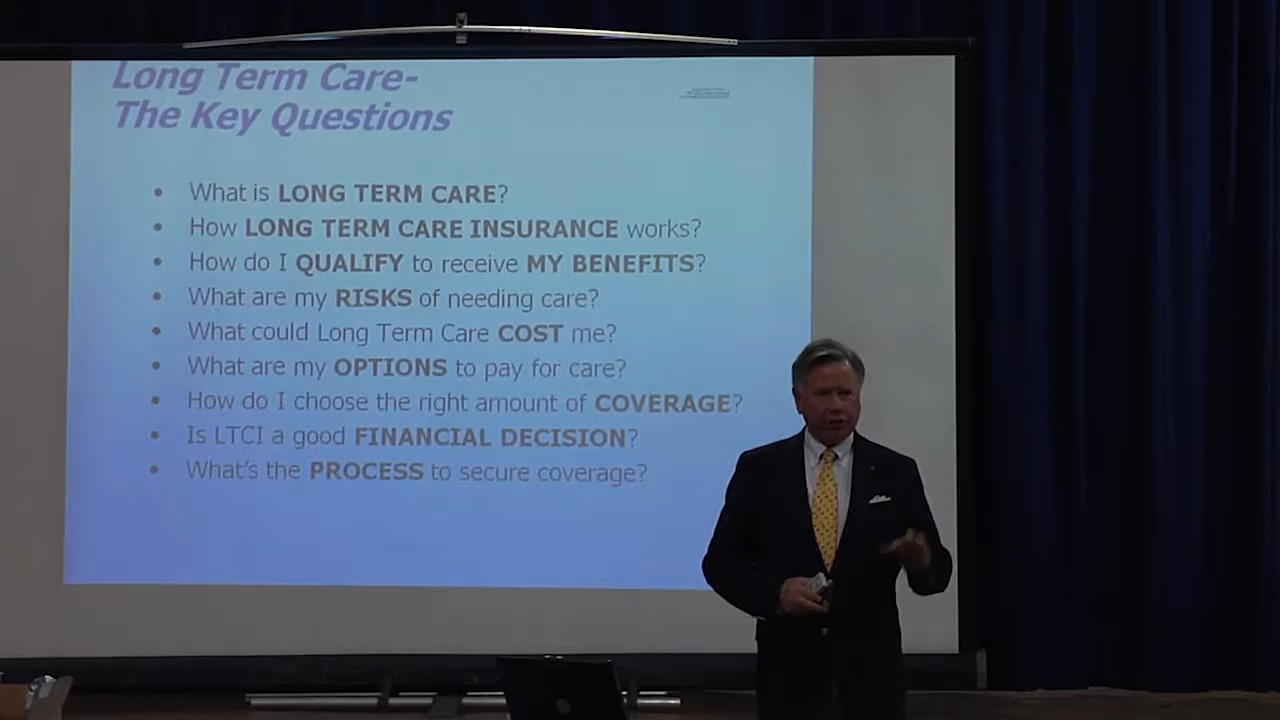 Long Term Care-
The Key Questions
• What is LONG TERM CARE?
• How LONG TERM CARE INSURANCE works?
• How do I QUALIFY to receive MY BENEFITS?
• What are my RISKS of needing care?
• What could Long Term Care COST me?
• What are my OPTIONS to pay for care?
• How do I choose the right amount of COVERAGE?
• Is LTCI a good FINANCIAL DECISION?
• What's the PROCESS to secure coverage?